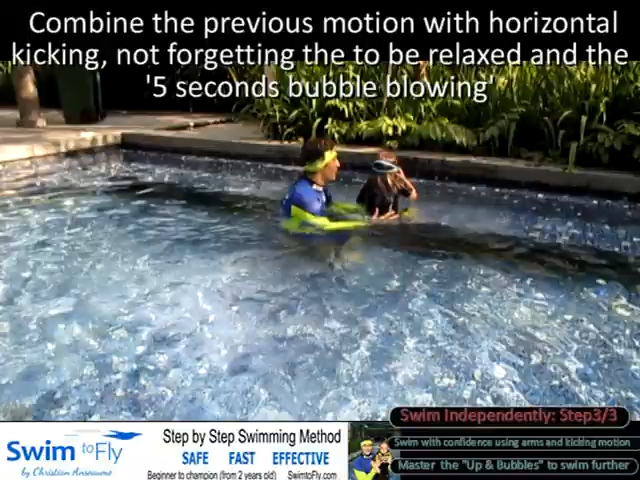 Combine the previous motion with horizontal
kicking, not forgetting the to be relaxed and the
'5 seconds bubble blowing'
Swim Independently: Step3/3
Swim with confidence using arms and kicking motion
Master the "Up & Bubbles" to swim further
Swim to Fly
by Christian Ansoumo
Step by Step Swimming Method
SAFE FAST EFFECTIVE
Beginner to champion (from 2 years old) SwimtoFly.com